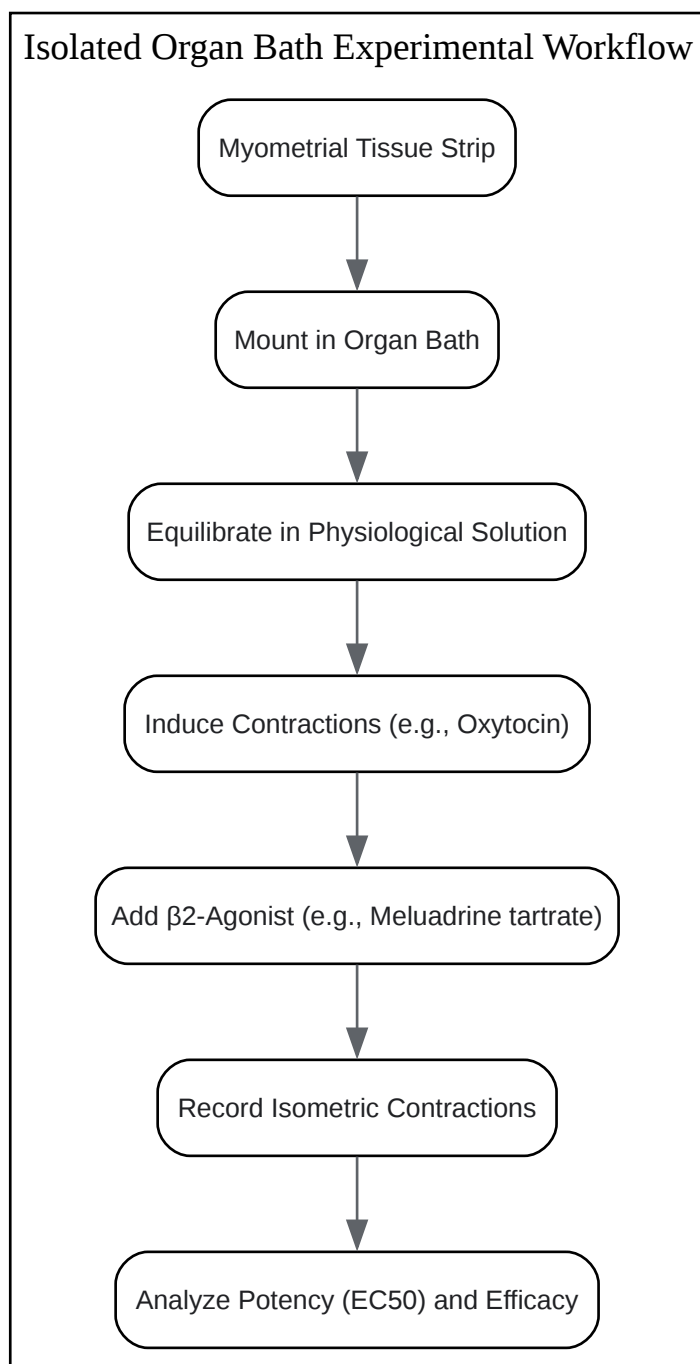 Isolated Organ Bath Experimental Workflow
Myometrial Tissue Strip
Mount in Organ Bath
Equilibrate in Physiological Solution
Induce Contractions (e.g., Oxytocin)
Add β2-Agonist (e.g., Meluadrine tartrate)
Record Isometric Contractions
Analyze Potency (EC50) and Efficacy